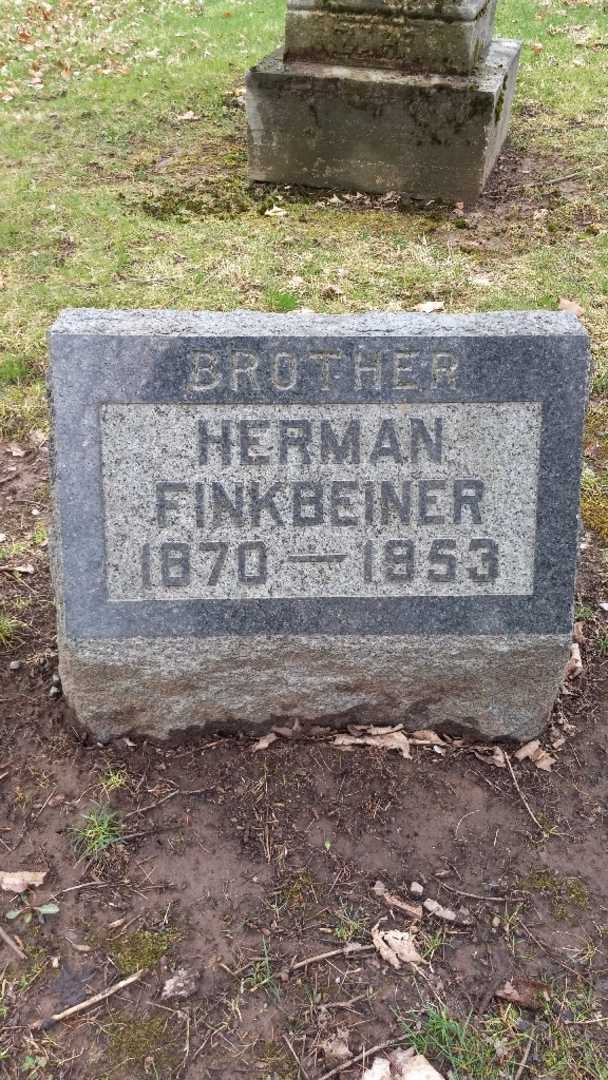 BROTHER
HERMAN
FINKBEINER
1870 — 1953